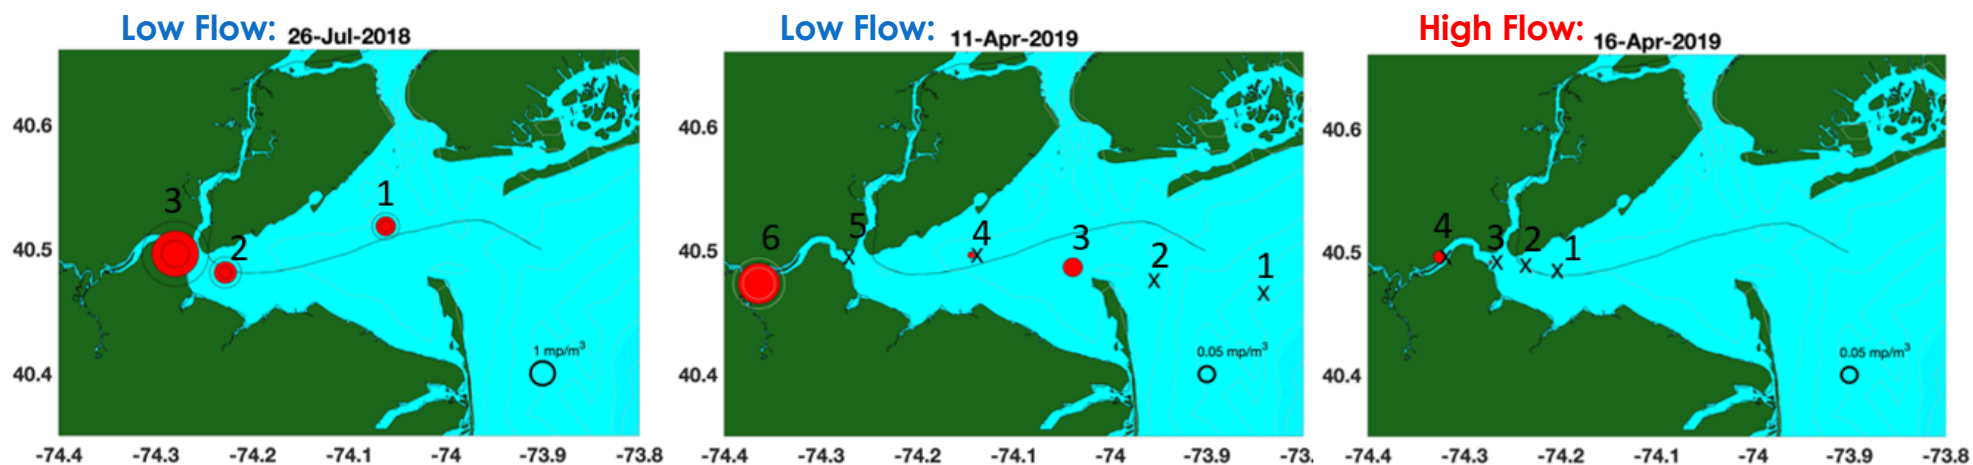 Low Flow: 26-Jul-2018
40.6
40.5
40.4
3
2
1
1 mp/m³
-74.4 -74.3 -74.2 -74.1 -74 -73.9 -73.8
Low Flow: 11-Apr-2019
40.6
40.5
40.4
6
5
4
3
2
1
x x x x
0.05 mp/m³
-74.4 -74.3 -74.2 -74.1 -74 -73.9 -73.
High Flow: 16-Apr-2019
40.6
40.5
40.4
4
3
2
1
x x x x
0.05 mp/m³
-74.4 -74.3 -74.2 -74.1 -74 -73.9 -73.8